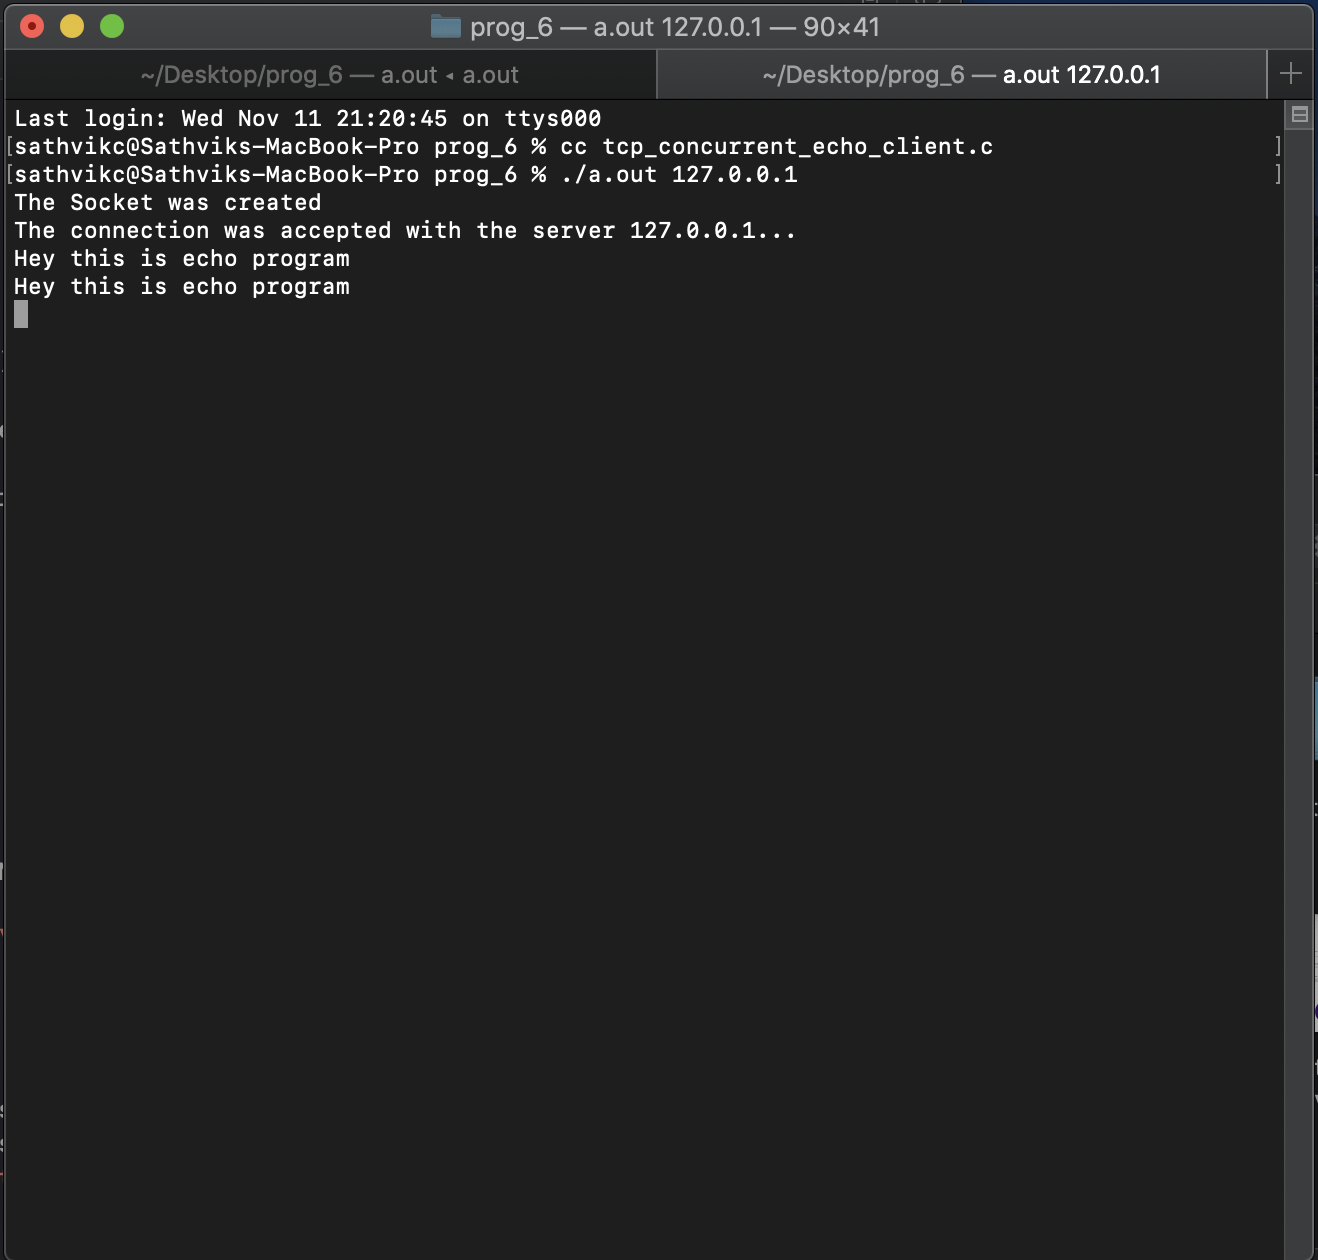 prog_6 — a.out 127.0.0.1 — 90×41
~/Desktop/prog_6 — a.out ◂ a.out
~/Desktop/prog_6 — a.out 127.0.0.1
Last login: Wed Nov 11 21:20:45 on ttys000
[sathvikc@Sathviks-MacBook-Pro prog_6 % cc tcp_concurrent_echo_client.c ]
[sathvikc@Sathviks-MacBook-Pro prog_6 % ./a.out 127.0.0.1 ]
The Socket was created
The connection was accepted with the server 127.0.0.1...
Hey this is echo program
Hey this is echo program